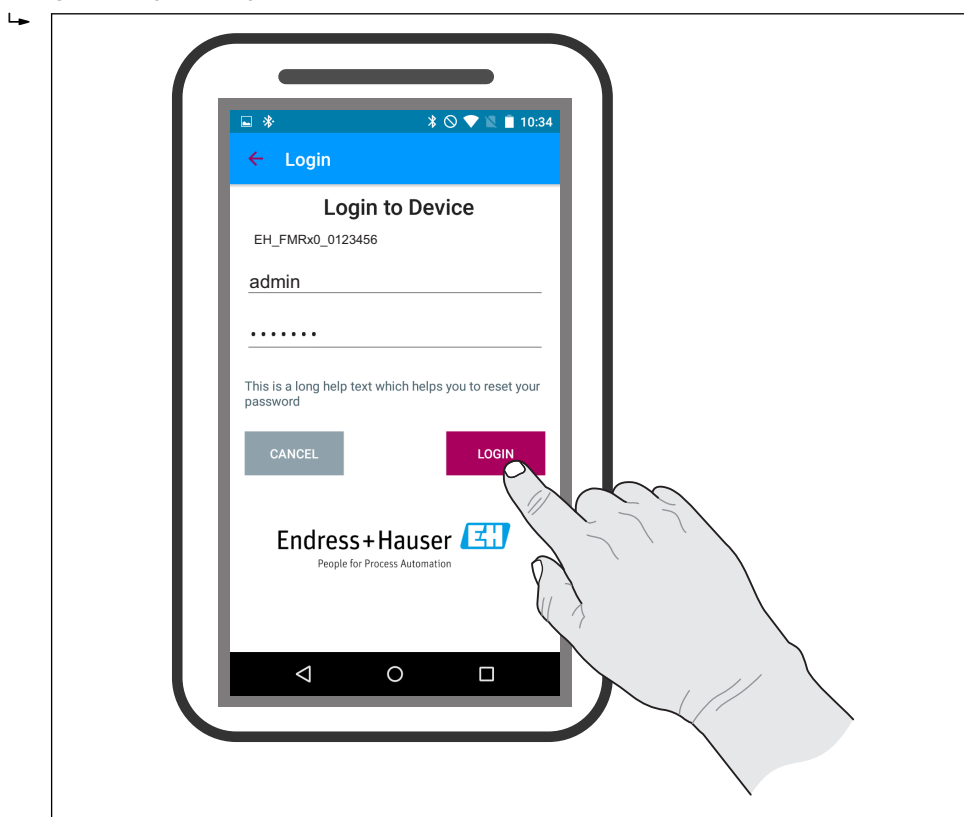 10:34
Login
Login to Device
EH_FMRx0_0123456
admin
•••••••
This is a long help text which helps you to reset your
password
CANCEL
LOGIN
Endress+Hauser EH
People for Process Automation